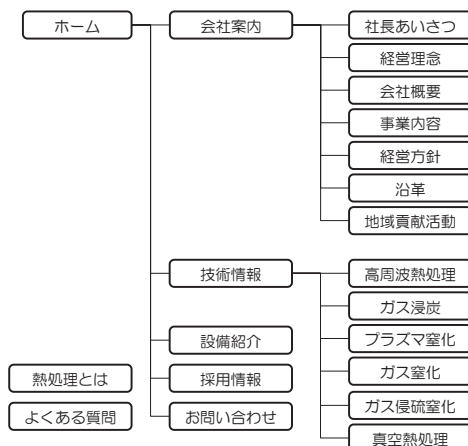 ホーム
会社案内
社長あいさつ
経営理念
会社概要
事業内容
経営方針
沿革
地域貢献活動
技術情報
高周波熱処理
ガス浸炭
プラズマ窒化
ガス窒化
ガス侵硫窒化
真空熱処理
設備紹介
採用情報
お問い合わせ
熱処理とは
よくある質問